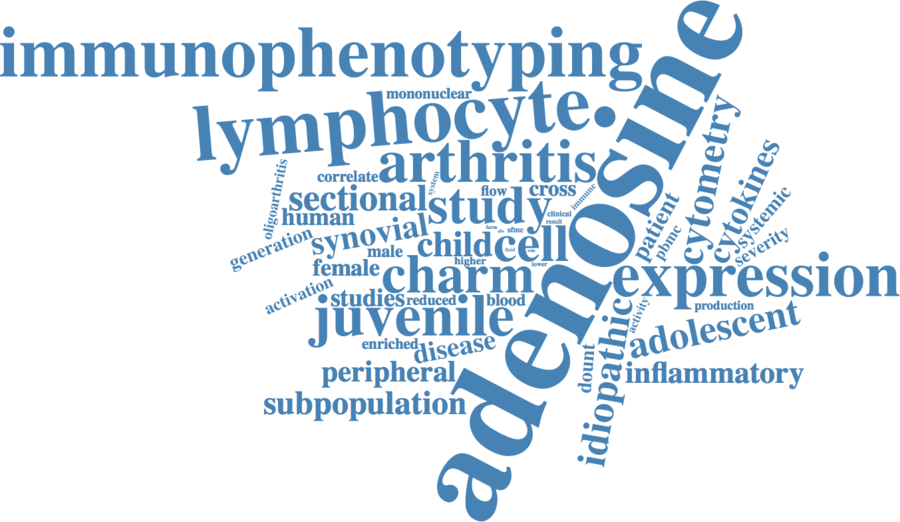 immunophenotyping
adenosine
mononuclear
lymphocyte.
arthritis
cytometry
oligoarthritis
correlate
system
flow
cross
immune
cytokines
sectional
study
clinical
patient
systemic
human
result
form
sfmc
generation
synovial
child
cell
fluid
pbmc
severity
male
female
higher
lower
charm
expression
activation
studies
reduced
blood
production
juvenile
activity
adolescent
enriched
disease
dount
idiopathic
peripheral
inflammatory
subpopulation